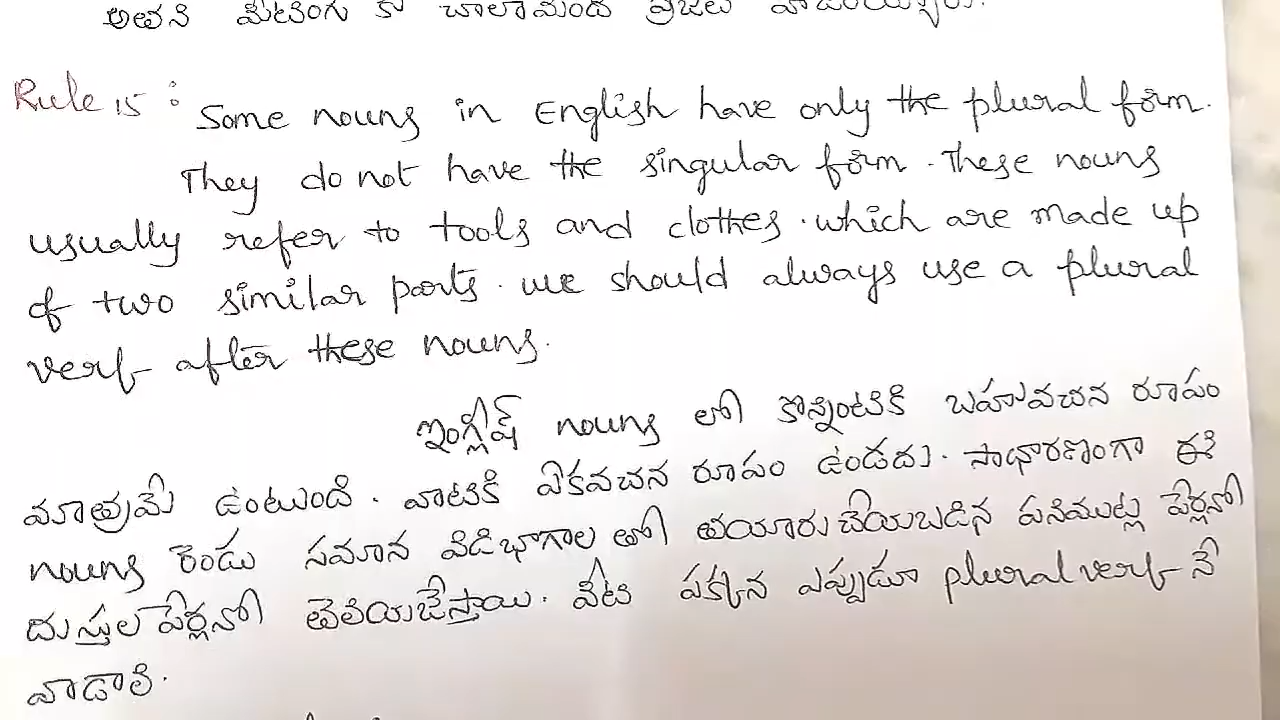 అతని మీటింగు కు చాలామంది ప్రజలు
Rule 15 : Some nouns in English have only the plural form.
They do not have the singular form. These nouns
usually refer to tools and clothes. which are made up
of two similar parts. we should always use a plural
verb after these nouns.
ఇంగ్లీష్ nouns లో కొన్నింటికి బహువచన రూపం
మాత్రమే ఉంటుంది. వాటికి ఏకవచన రూపం ఉండదు. సాధారణంగా ఈ
nouns రెండు సమాన విడిభాగాల తో తయారుచేయబడిన పనిముట్ల పేర్లనో
దుస్తుల పేర్లనో తెలియజేస్తాయి. వీటి పక్కన ఎప్పుడూ plural verb నే
వాడాలి.